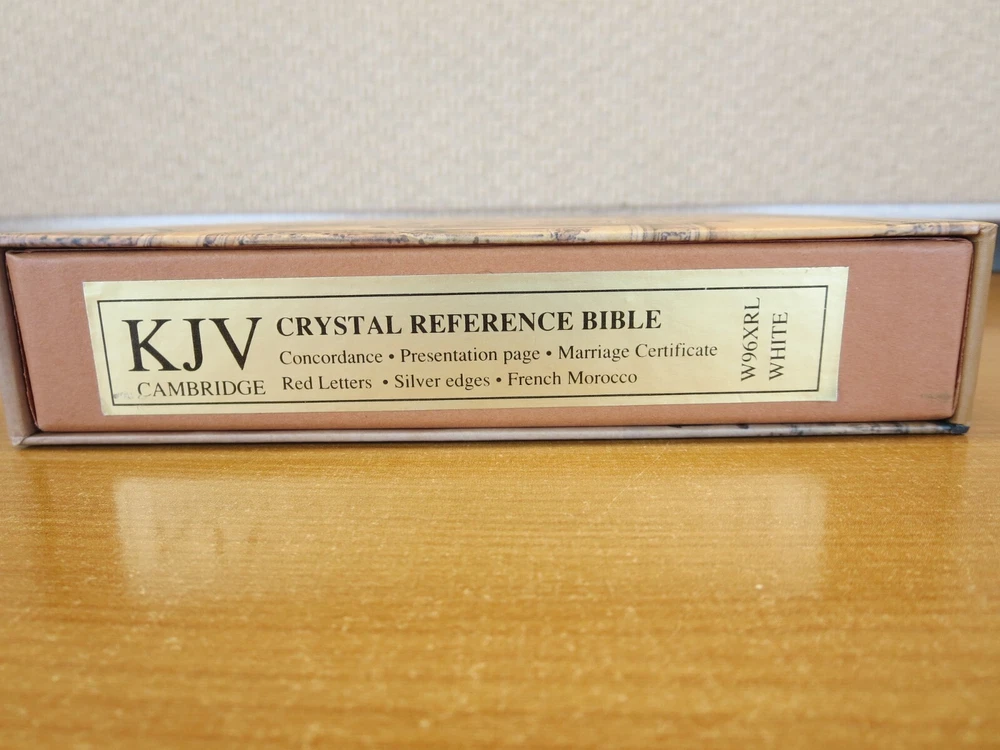 KJV
CAMBRIDGE
CRYSTAL REFERENCE BIBLE
Concordance • Presentation page • Marriage Certificate
Red Letters • Silver edges • French Morocco
W96XRL
WHITE